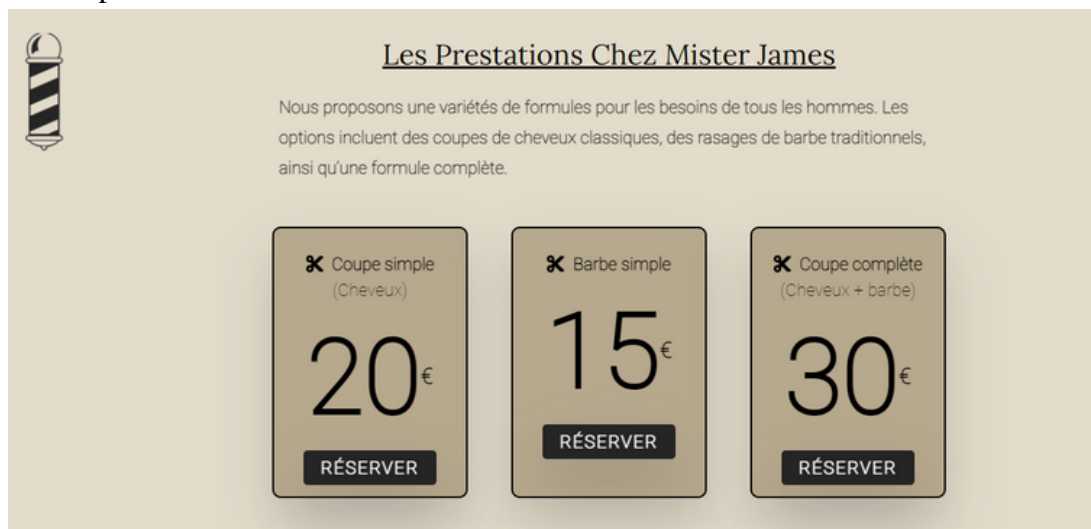 Les Prestations Chez Mister James
Nous proposons une variétés de formules pour les besoins de tous les hommes. Les
options incluent des coupes de cheveux classiques, des rasages de barbe traditionnels,
ainsi qu'une formule complète.
Coupe simple
(Cheveux)
20€
RÉSERVER
Barbe simple
15€
RÉSERVER
Coupe complète
(Cheveux + barbe)
30€
RÉSERVER